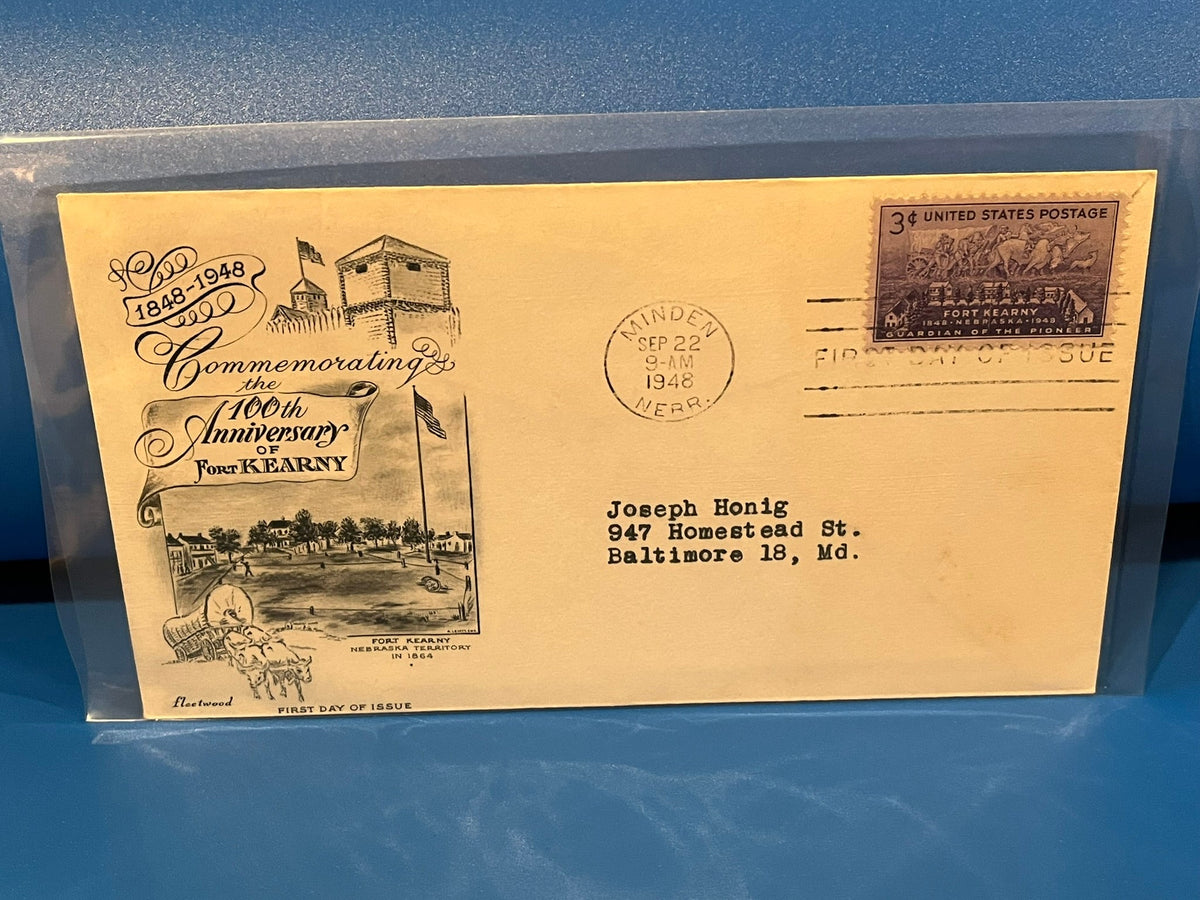 1848-1948
Commemorating
the
100th
Anniversary
OF
FORT KEARNY
FORT KEARNY
NEBRASKA TERRITORY
IN 1864
fleetwood
FIRST DAY OF ISSUE
MINDEN
SEP 22
9-AM
1948
NEBR.
3¢ UNITED STATES POSTAGE
FORT KEARNY
1848 · NEBRASKA · 1948
GUARDIAN OF THE PIONEER
FIRST DAY OF ISSUE
Joseph Honig
947 Homestead St.
Baltimore 18, Md.